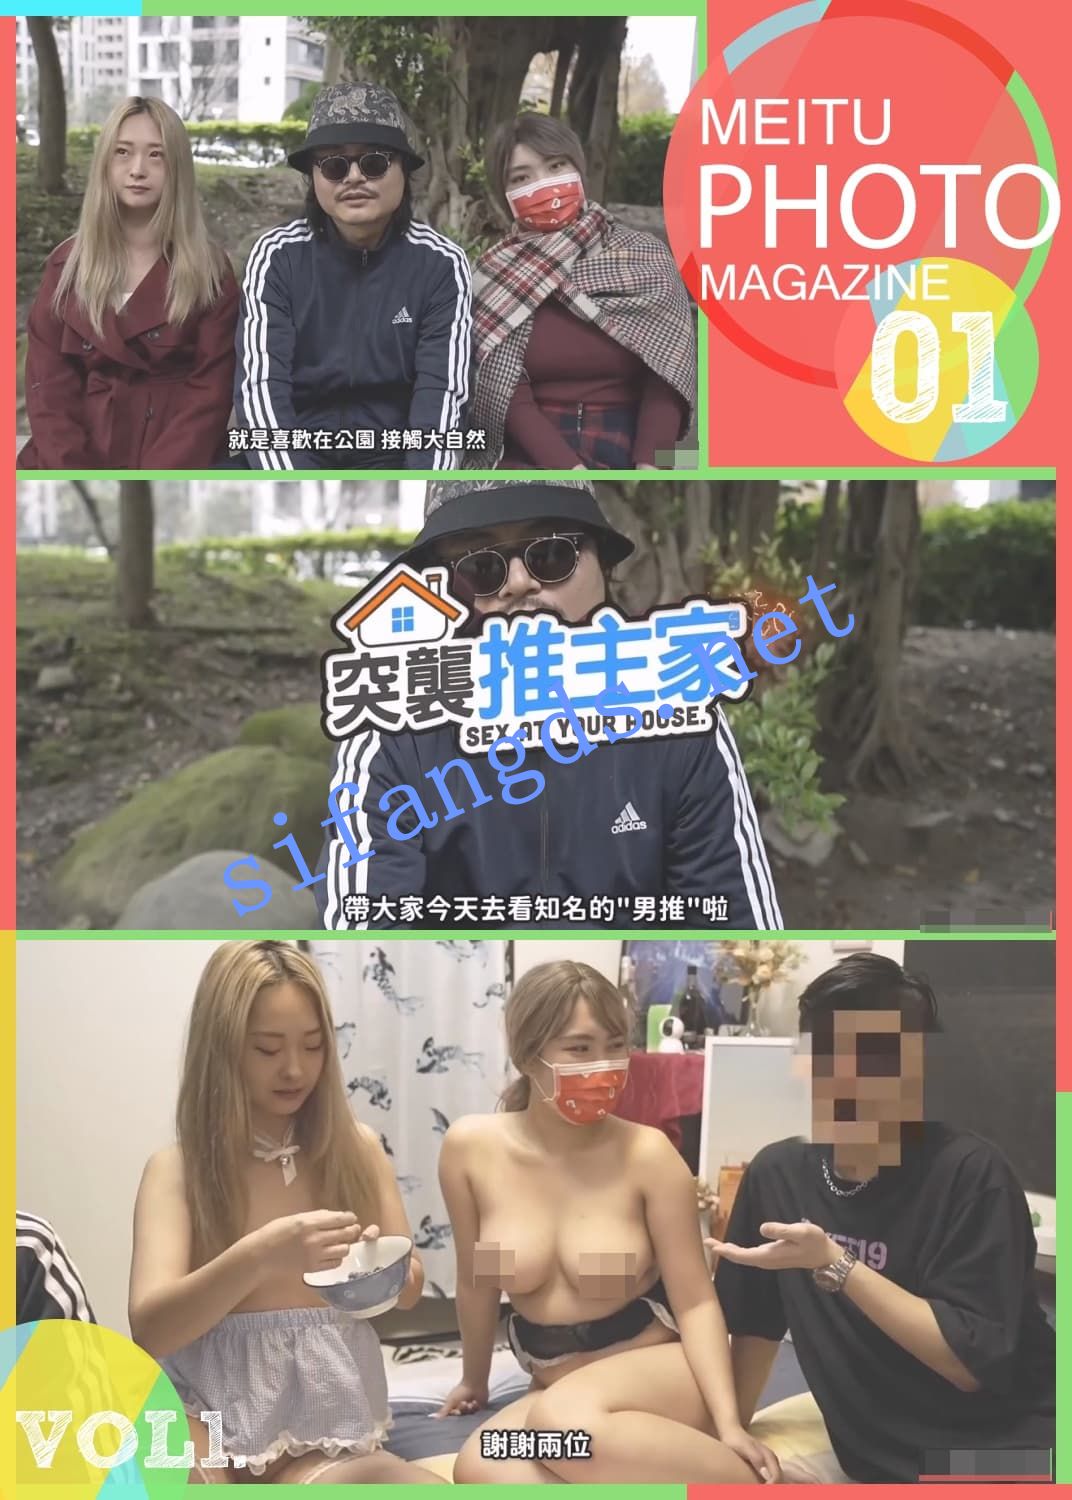 MEITU
PHOTO
MAGAZINE
01
adidas
就是喜歡在公園 接觸大自然
突襲推主家
SEX AT YOUR HOUSE.
sifangds.net
adidas
帶大家今天去看知名的"男推"啦
謝謝兩位
VOL1.